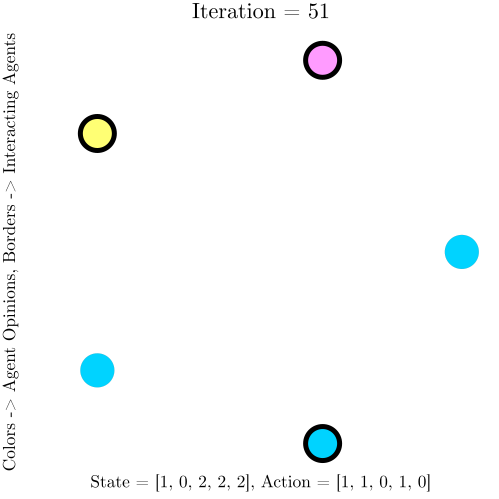 Iteration = 51
Colors -> Agent Opinions, Borders -> Interacting Agents
State = [1, 0, 2, 2, 2], Action = [1, 1, 0, 1, 0]